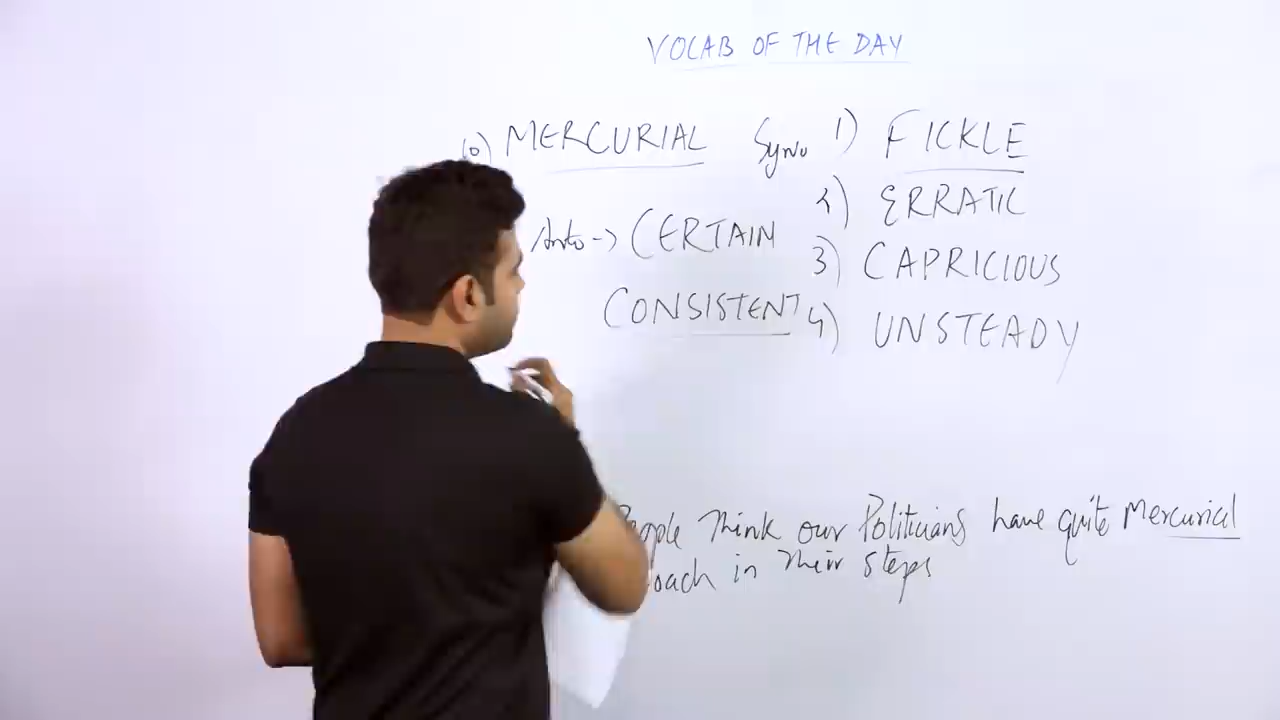 VOCAB OF THE DAY
10) MERCURIAL Syno 1) FICKLE
2) ERRATIC
Anto -> CERTAIN
3) CAPRICIOUS
CONSISTENT
4) UNSTEADY
People Think our Politicians have quite Mercurial
oach in their steps